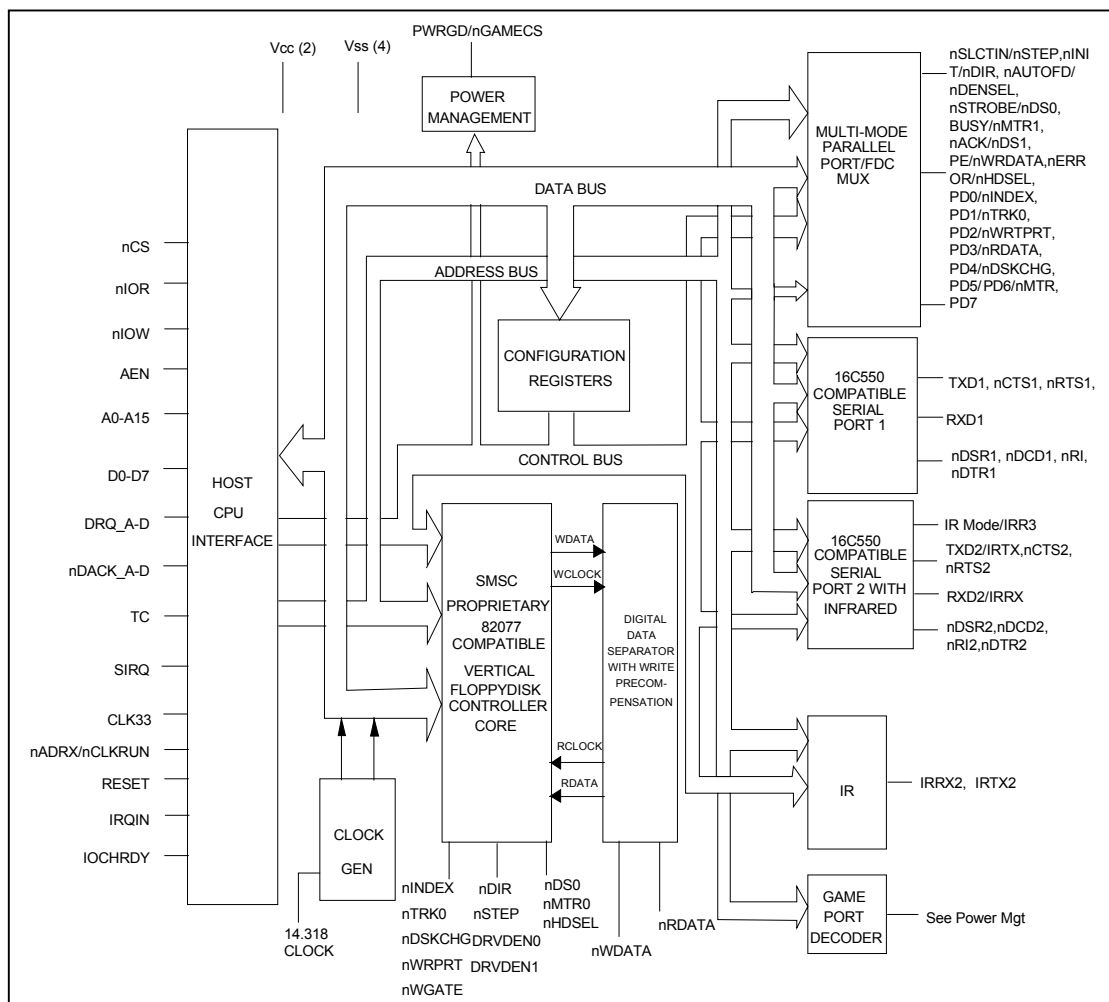 PWRGD/nGAMECS
Vcc (2)
Vss (4)
POWER
MANAGEMENT
DATA BUS
ADDRESS BUS
CONFIGURATION
REGISTERS
CONTROL BUS
nCS
nIOR
nIOW
AEN
A0-A15
D0-D7
DRQ_A-D
nDACK_A-D
TC
SIRQ
CLK33
nADRX/nCLKRUN
RESET
IRQIN
IOCHRDY
HOST
CPU
INTERFACE
CLOCK
GEN
14.318
CLOCK
SMSC
PROPRIETARY
82077
COMPATIBLE
VERTICAL
FLOPPYDISK
CONTROLLER
CORE
WDATA
WCLOCK
RCLOCK
RDATA
DIGITAL
DATA
SEPARATOR
WITH WRITE
PRECOM-
PENSATION
nINDEX
nTRK0
nDSKCHG
nWRPRT
nWGATE
nDIR
nSTEP
DRVDEN0
DRVDEN1
nDS0
nMTR0
nHDSEL
nWDATA
nRDATA
MULTI-MODE
PARALLEL
PORT/FDC
MUX
nSLCTIN/nSTEP,nINI
T/nDIR, nAUTOFD/
nDENSEL,
nSTROBE/nDS0,
BUSY/nMTR1,
nACK/nDS1,
PE/nWRDATA,nERR
OR/nHDSEL,
PD0/nINDEX,
PD1/nTRK0,
PD2/nWRTPRT,
PD3/nRDATA,
PD4/nDSKCHG,
PD5/ PD6/nMTR,
PD7
16C550
COMPATIBLE
SERIAL
PORT 1
TXD1, nCTS1, nRTS1,
RXD1
nDSR1, nDCD1, nRI,
nDTR1
16C550
COMPATIBLE
SERIAL
PORT 2 WITH
INFRARED
IR Mode/IRR3
TXD2/IRTX,nCTS2,
nRTS2
RXD2/IRRX
nDSR2,nDCD2,
nRI2,nDTR2
IR
IRRX2, IRTX2
GAME
PORT
DECODER
See Power Mgt